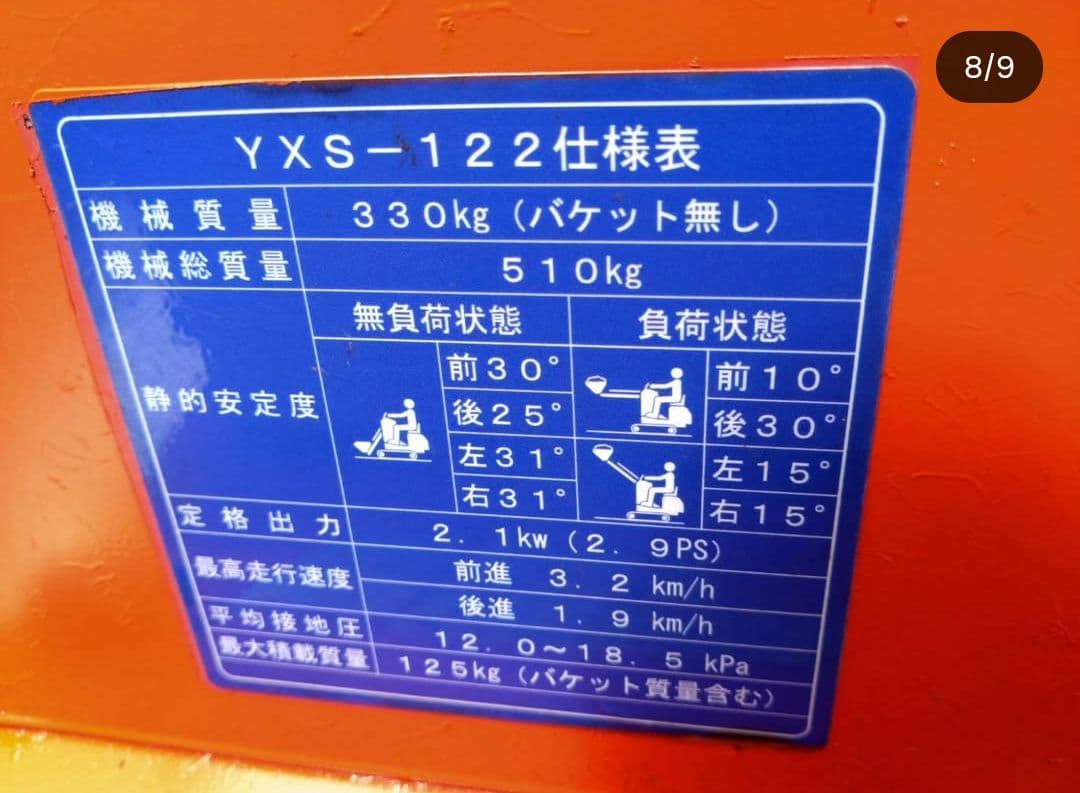 8/9
YXS－122仕様表
機械質量 330kg（バケット無し）
機械総質量 510kg
無負荷状態 負荷状態
静的安定度
前30° 前10°
後25° 後30°
左31° 左15°
右31° 右15°
定格出力 2．1kw（2．9PS）
最高走行速度 前進 3．2 km/h
後進 1．9 km/h
平均接地圧 12．0～18．5 kPa
最大積載質量 125kg（バケット質量含む）